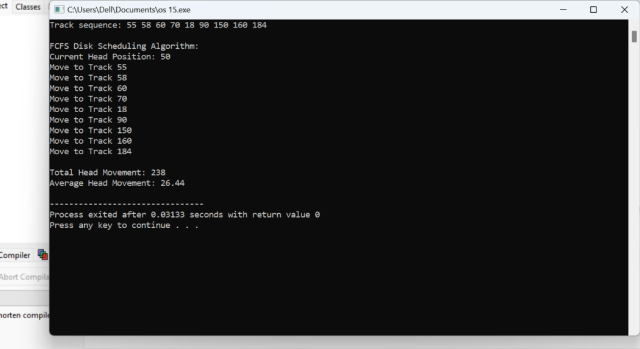 ect Classes
C:\Users\Dell\Documents\os 15.exe
Track sequence: 55 58 60 70 18 90 150 160 184
FCFS Disk Scheduling Algorithm:
Current Head Position: 50
Move to Track 55
Move to Track 58
Move to Track 60
Move to Track 70
Move to Track 18
Move to Track 90
Move to Track 150
Move to Track 160
Move to Track 184
Total Head Movement: 238
Average Head Movement: 26.44
--------------------------------
Process exited after 0.03133 seconds with return value 0
Press any key to continue . . .
Compiler
Abort Compila
horten compile